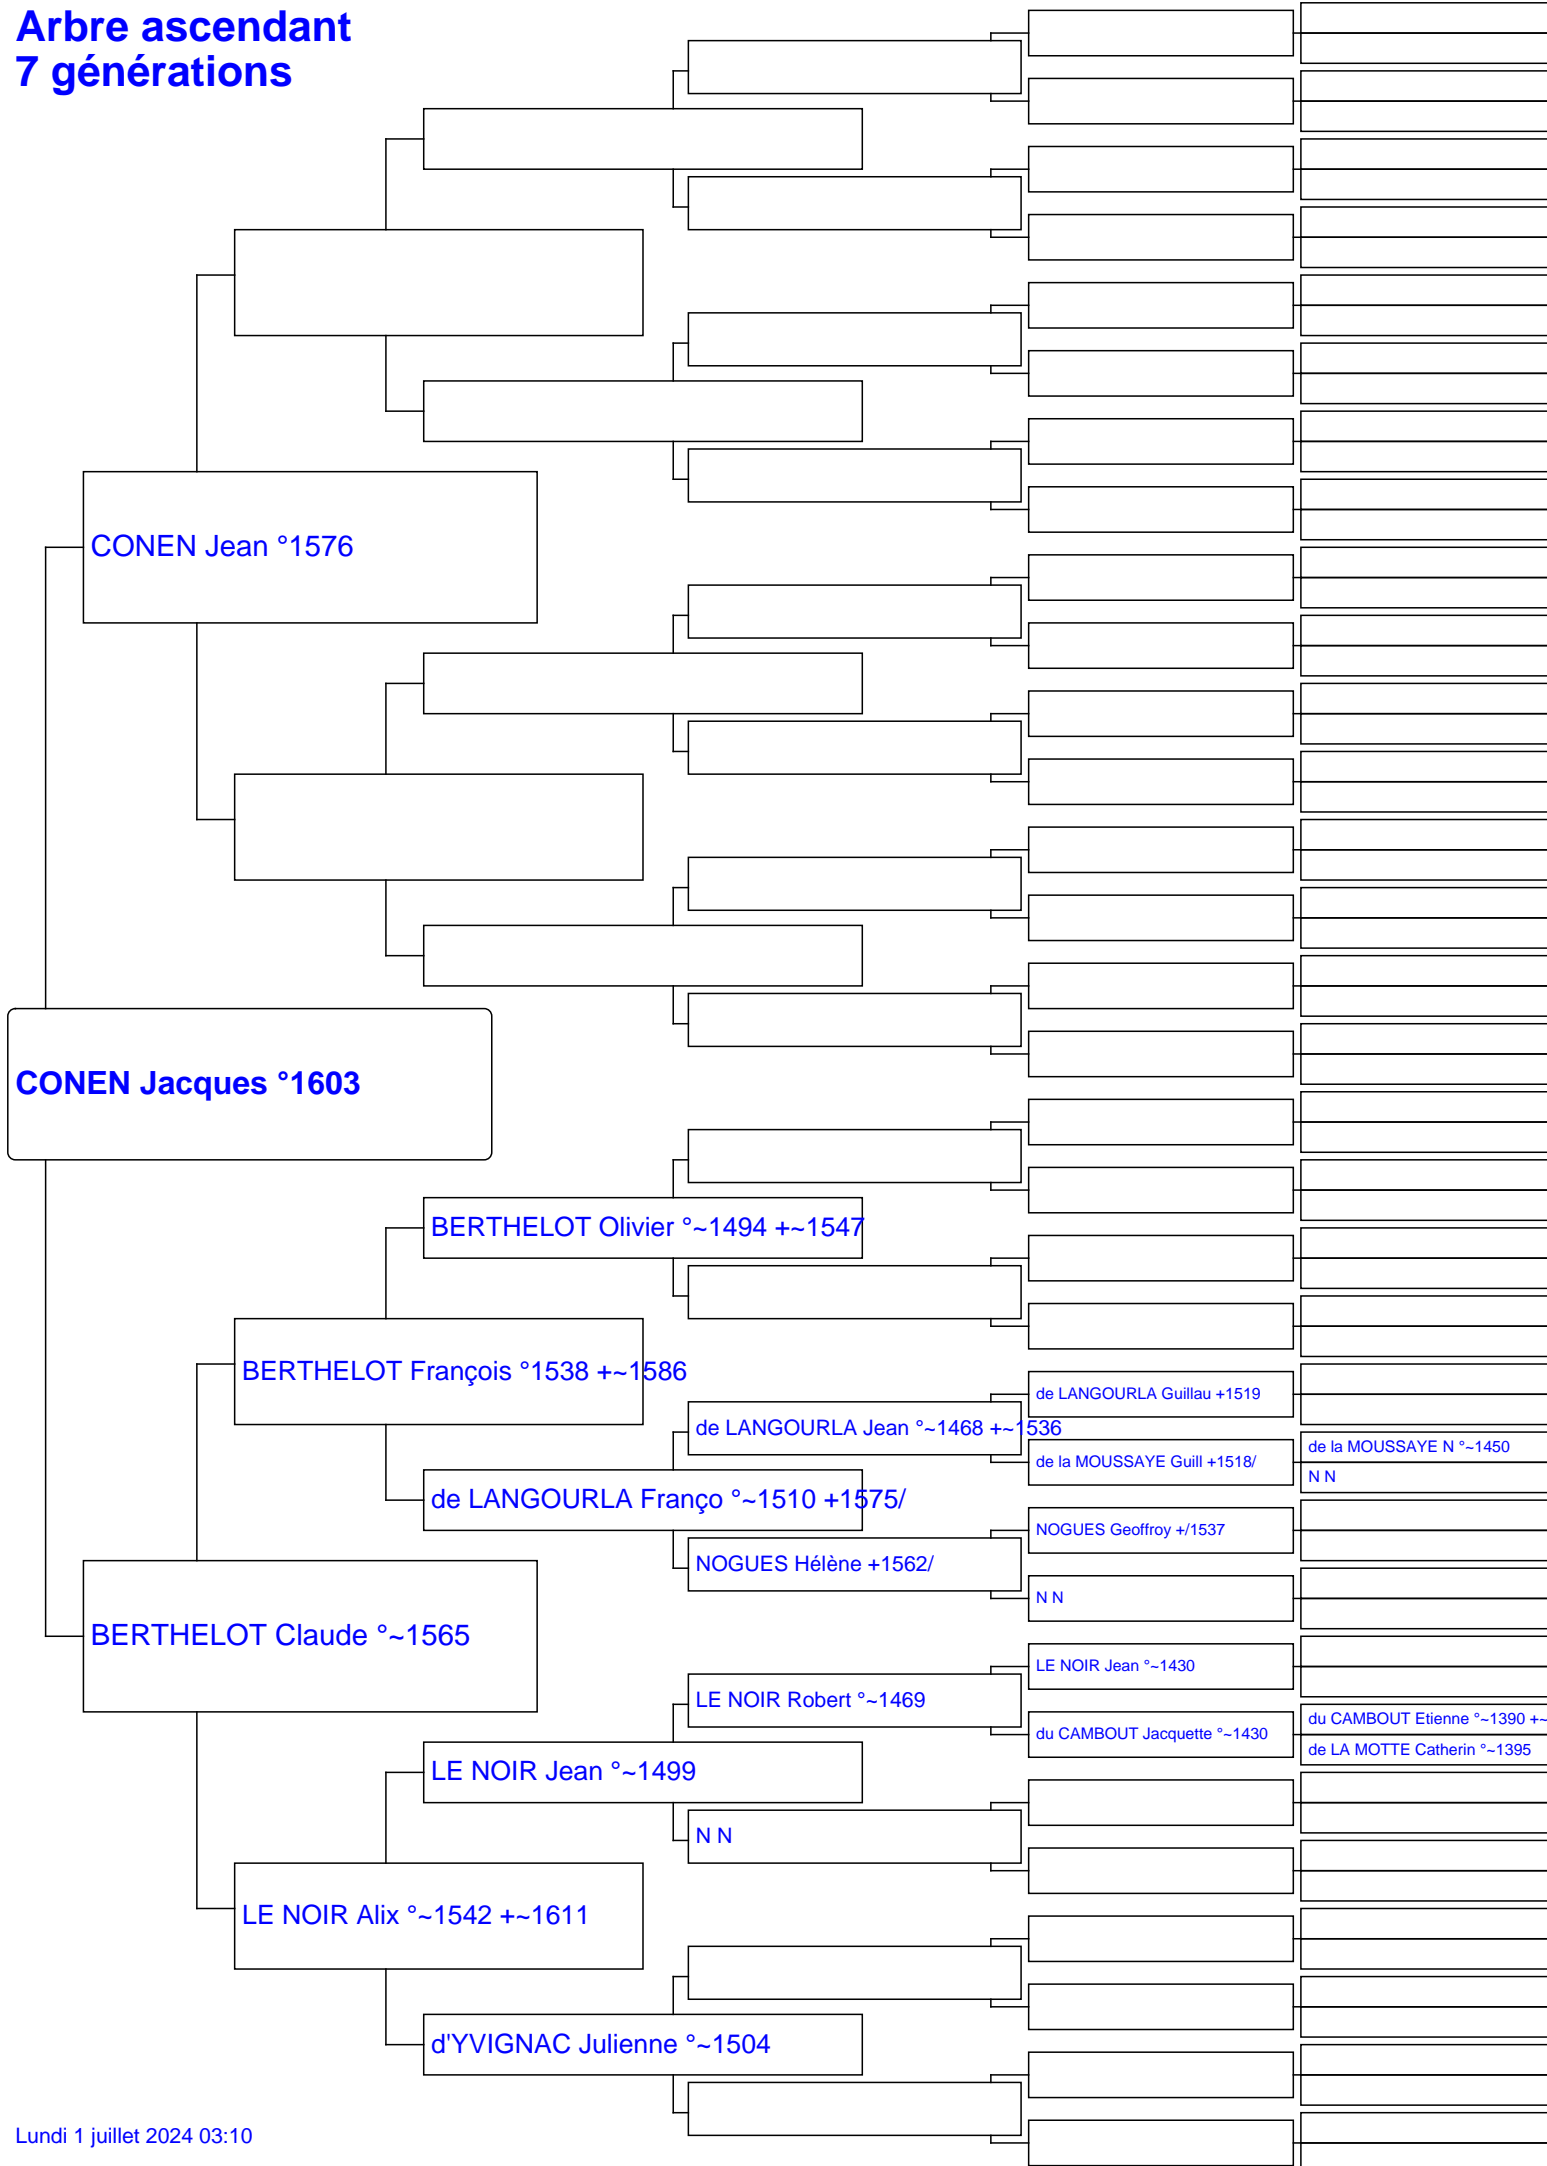 Arbre ascendant
7 générations
CONEN Jean °1576
CONEN Jacques °1603
BERTHELOT Olivier °~1494 +~1547
BERTHELOT François °1538 +~1586
de LANGOURLA Guillau +1519
de LANGOURLA Jean °~1468 +~1536
de la MOUSSAYE N °~1450
de la MOUSSAYE Guill +1518/
N N
de LANGOURLA Franço °~1510 +1575/
NOGUES Geoffroy +/1537
NOGUES Hélène +1562/
N N
BERTHELOT Claude °~1565
LE NOIR Jean °~1430
LE NOIR Robert °~1469
du CAMBOUT Etienne °~1390 +~
du CAMBOUT Jacquette °~1430
de LA MOTTE Catherin °~1395
LE NOIR Jean °~1499
N N
LE NOIR Alix °~1542 +~1611
d'YVIGNAC Julienne °~1504
Lundi 1 juillet 2024 03:10